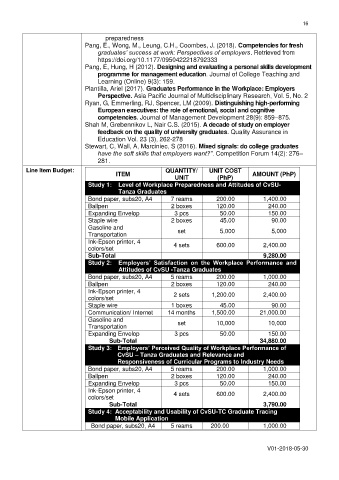 16
preparedness
Pang, E., Wong, M., Leung, C.H., Coombes, J. (2018). Competencies for fresh
graduates' success at work: Perspectives of employers. Retrieved from
https://doi.org/10.1177/0950422218792333
Pang, E, Hung, H (2012). Designing and evaluating a personal skills development
programme for management education. Journal of College Teaching and
Learning (Online) 9(3): 159.
Plantilla, Ariel (2017). Graduates Performance in the Workplace: Employers
Perspective. Asia Pacific Journal of Multidisciplinary Research, Vol. 5, No. 2
Ryan, G, Emmerling, RJ, Spencer, LM (2009). Distinguishing high-performing
European executives: the role of emotional, social and cognitive
competencies. Journal of Management Development 28(9): 859–875.
Shah M, Grebennikov L, Nair C.S. (2015). A decade of study on employer
feedback on the quality of university graduates. Quality Assurance in
Education Vol. 23 (3). 262-278
Stewart, C, Wall, A. Marciniec, S (2016). Mixed signals: do college graduates
have the soft skills that employers want?". Competition Forum 14(2): 276–
281.
Line Item Budget:
ITEM QUANTITY/ UNIT UNIT COST (PhP) AMOUNT (PhP)
Study 1: Level of Workplace Preparedness and Attitudes of CvSU-
Tanza Graduates
Bond paper, subs20, A4 7 reams 200.00 1,400.00
Ballpen 2 boxes 120.00 240.00
Expanding Envelop 3 pcs 50.00 150.00
Staple wire 2 boxes 45.00 90.00
Gasoline and
Transportation set 5,000 5,000
Ink-Epson printer, 4
colors/set 4 sets 600.00 2,400.00
Sub-Total 9,280.00
Study 2: Employers' Satisfaction on the Workplace Performance and
Attitudes of CvSU -Tanza Graduates
Bond paper, subs20, A4 5 reams 200.00 1,000.00
Ballpen 2 boxes 120.00 240.00
Ink-Epson printer, 4
colors/set 2 sets 1,200.00 2,400.00
Staple wire 1 boxes 45.00 90.00
Communication/ Internet 14 months 1,500.00 21,000.00
Gasoline and
Transportation set 10,000 10,000
Expanding Envelop 3 pcs 50.00 150.00
Sub-Total 34,880.00
Study 3: Employers' Perceived Quality of Workplace Performance of
CvSU – Tanza Graduates and Relevance and
Responsiveness of Curricular Programs to Industry Needs
Bond paper, subs20, A4 5 reams 200.00 1,000.00
Ballpen 2 boxes 120.00 240.00
Expanding Envelop 3 pcs 50.00 150.00
Ink-Epson printer, 4
colors/set 4 sets 600.00 2,400.00
Sub-Total 3,790.00
Study 4: Acceptability and Usability of CvSU-TC Graduate Tracing
Mobile Application
Bond paper, subs20, A4 5 reams 200.00 1,000.00
V01-2018-05-30